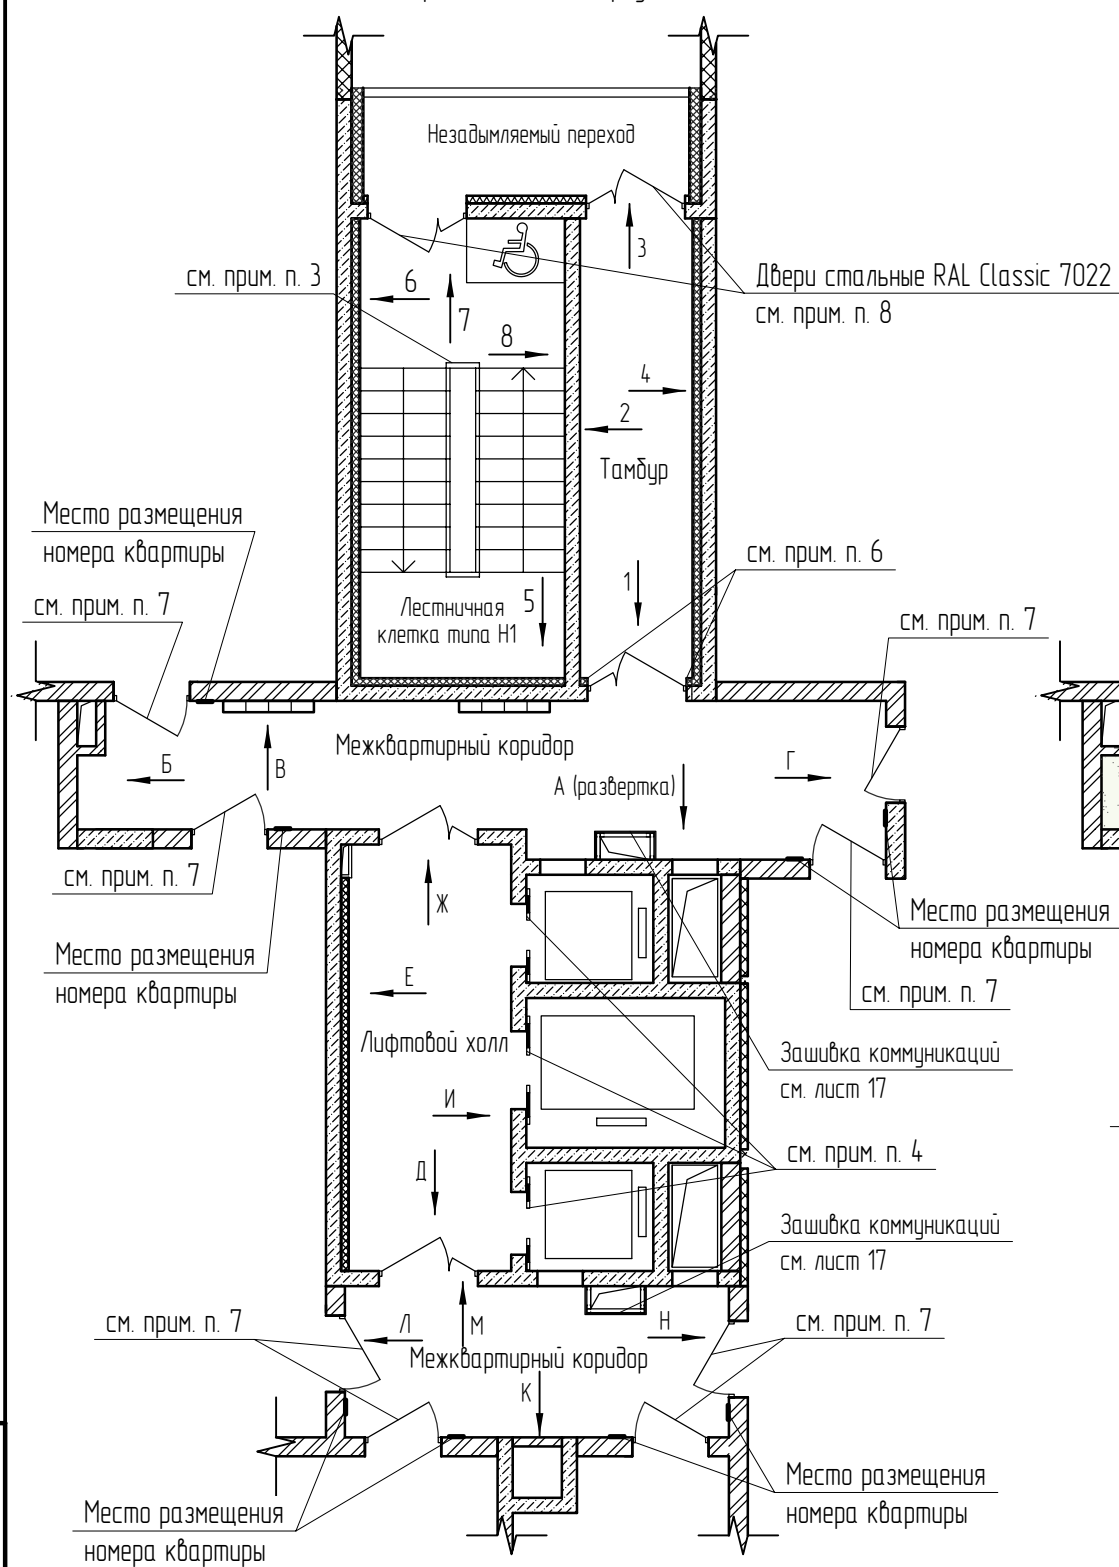 Незадымляемый переход
3
см. прим. п. 3
6
7
8
Двери стальные RAL Classic 7022
см. прим. п. 8
4
2
Тамбур
Место размещения
номера квартиры
см. прим. п. 7
см. прим. п. 6
1
5
Лестничная
клетка типа Н1
см. прим. п. 7
Межквартирный коридор
Б
В
Г
А (развертка)
см. прим. п. 7
Ж
Место размещения
номера квартиры
Место размещения
номера квартиры
Е
см. прим. п. 7
Лифтовой холл
Зашивка коммуникаций
см. лист 17
И
см. прим. п. 4
Д
Зашивка коммуникаций
см. лист 17
см. прим. п. 7
Л
М
Н
см. прим. п. 7
Межквартирный коридор
К
Место размещения
номера квартиры
Место размещения
номера квартиры